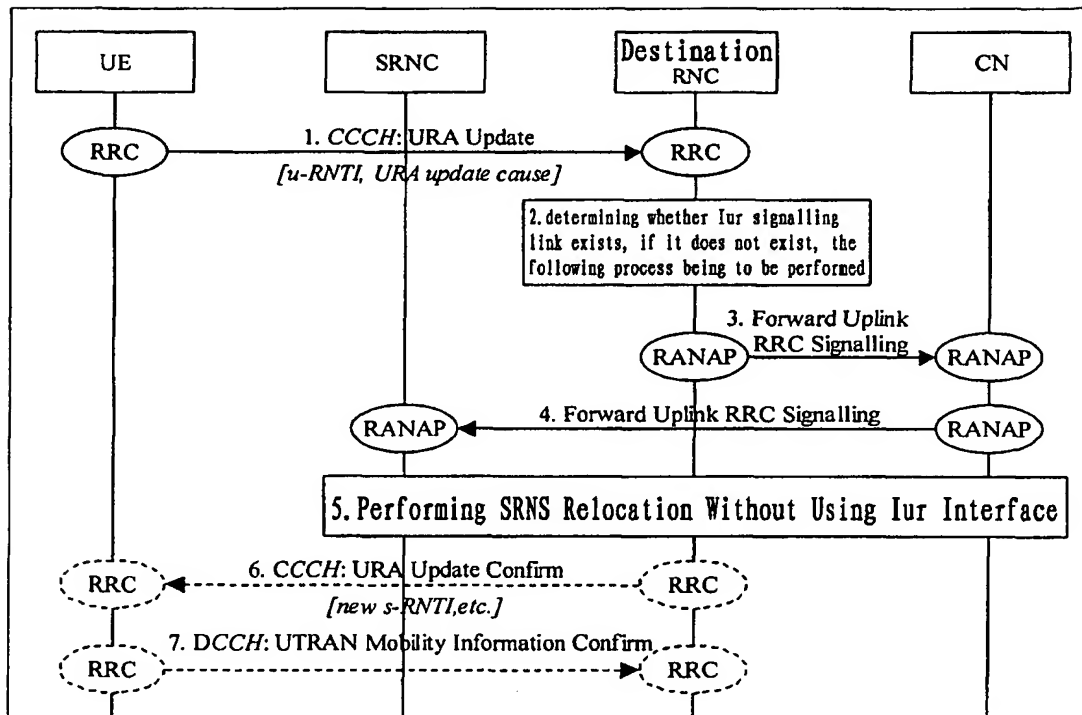 UE
SRNC
Destination
RNC
CN
1. CCCH: URA Update
RRC
RRC
[u-RNTI, URA update cause]
2.determining whether Iur signalling
link exists, if it does not exist, the
following process being to be performed
3. Forward Uplink
RRC Signalling
RANAP
RANAP
4. Forward Uplink RRC Signalling
RANAP
RANAP
5.Performing SRNS Relocation Without Using Iur Interface
6. CCCH: URA Update Confirm
RRC
RRC
[new s-RNTI,etc.]
7. DCCH: UTRAN Mobility Information Confirm
RRC
RRC